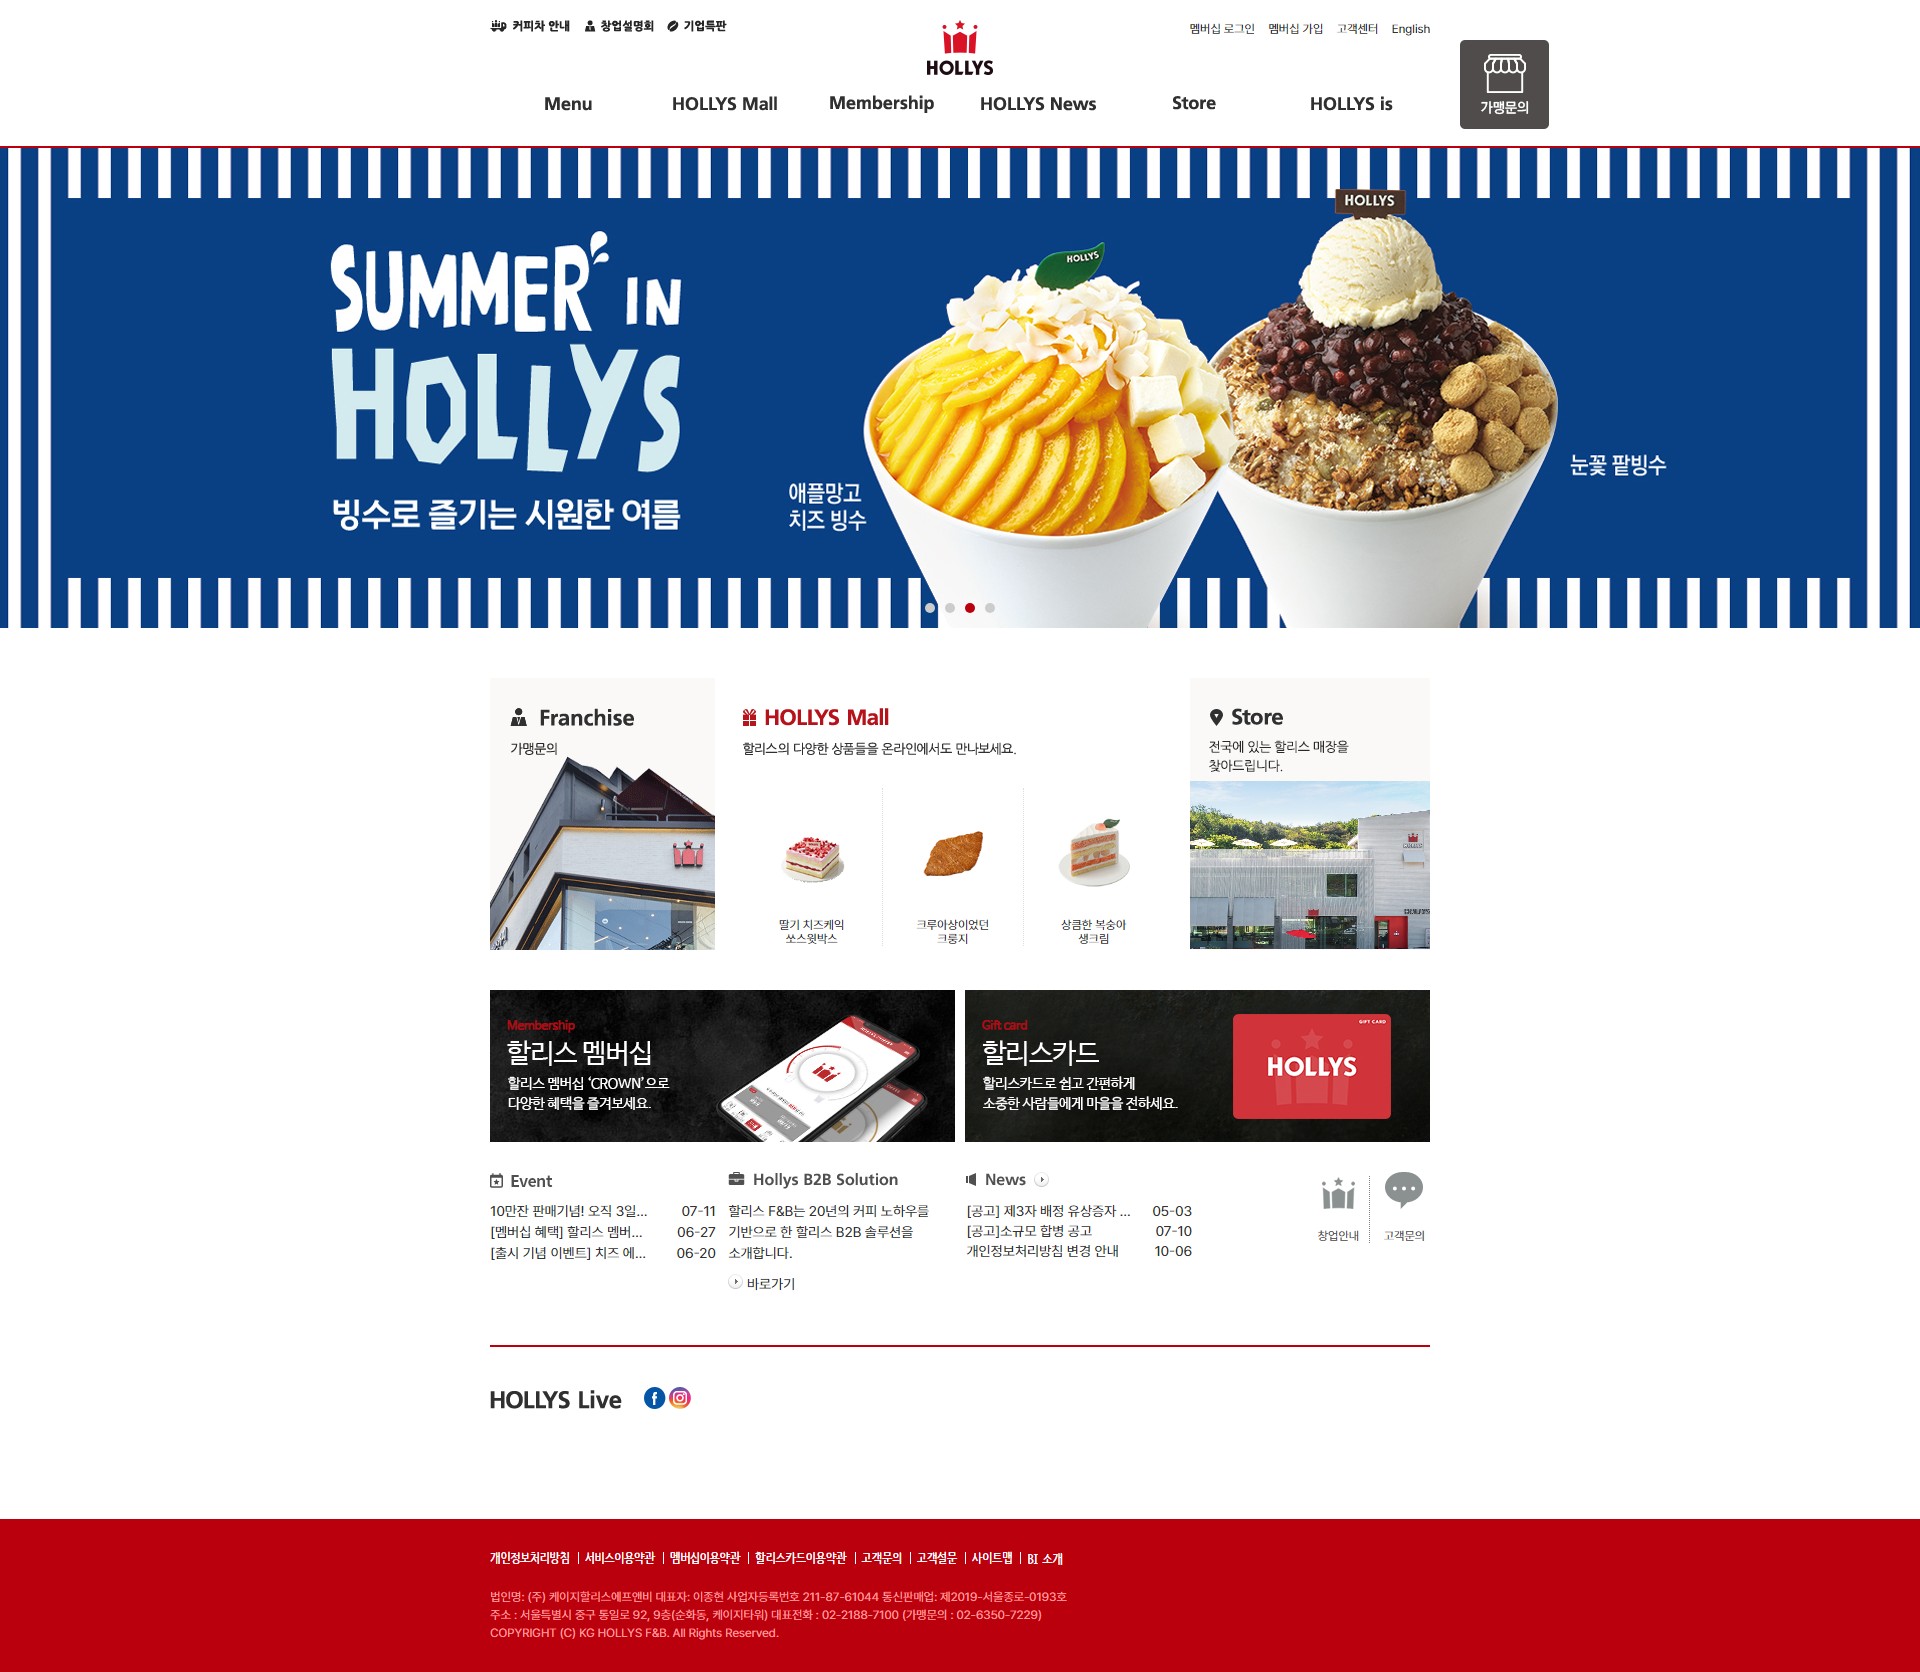 커피차 안내
창업설명회
기업특판
멤버십 로그인
멤버십 가입
고객센터
English
HOLLYS
가맹문의
Menu
HOLLYS Mall
Membership
HOLLYS News
Store
HOLLYS is
SUMMER IN
HOLLYS
빙수로 즐기는 시원한 여름
HOLLYS
HOLLYS
애플망고
치즈 빙수
눈꽃 팥빙수
Franchise
가맹문의
HOLLYS Mall
할리스의 다양한 상품들을 온라인에서도 만나보세요.
딸기 치즈케익
쏘스윗박스
크루아상이었던
크룽지
상큼한 복숭아
생크림
Store
전국에 있는 할리스 매장을
찾아드립니다.
HOLLYS
Membership
할리스 멤버십
할리스 멤버십 ‘CROWN’으로
다양한 혜택을 즐겨보세요.
Gift card
할리스카드
할리스카드로 쉽고 간편하게
소중한 사람들에게 마을을 전하세요.
GIFT CARD
HOLLYS
Event
10만잔 판매기념! 오직 3일... 07-11
[멤버십 혜택] 할리스 멤버... 06-27
[출시 기념 이벤트] 치즈 에... 06-20
Hollys B2B Solution
할리스 F&B는 20년의 커피 노하우를
기반으로 한 할리스 B2B 솔루션을
소개합니다.
바로가기
News
[공고] 제3자 배정 유상증자 ... 05-03
[공고]소규모 합병 공고 07-10
개인정보처리방침 변경 안내 10-06
창업안내
고객문의
HOLLYS Live
개인정보처리방침 | 서비스이용약관 | 멤버십이용약관 | 할리스카드이용약관 | 고객문의 | 고객설문 | 사이트맵 | BI 소개
법인명: (주) 케이지할리스에프앤비 대표자: 이종현 사업자등록번호 211-87-61044 통신판매업: 제2019-서울종로-0193호
주소 : 서울특별시 중구 통일로 92, 9층(순화동, 케이지타워) 대표전화 : 02-2188-7100 (가맹문의 : 02-6350-7229)
COPYRIGHT (C) KG HOLLYS F&B. All Rights Reserved.